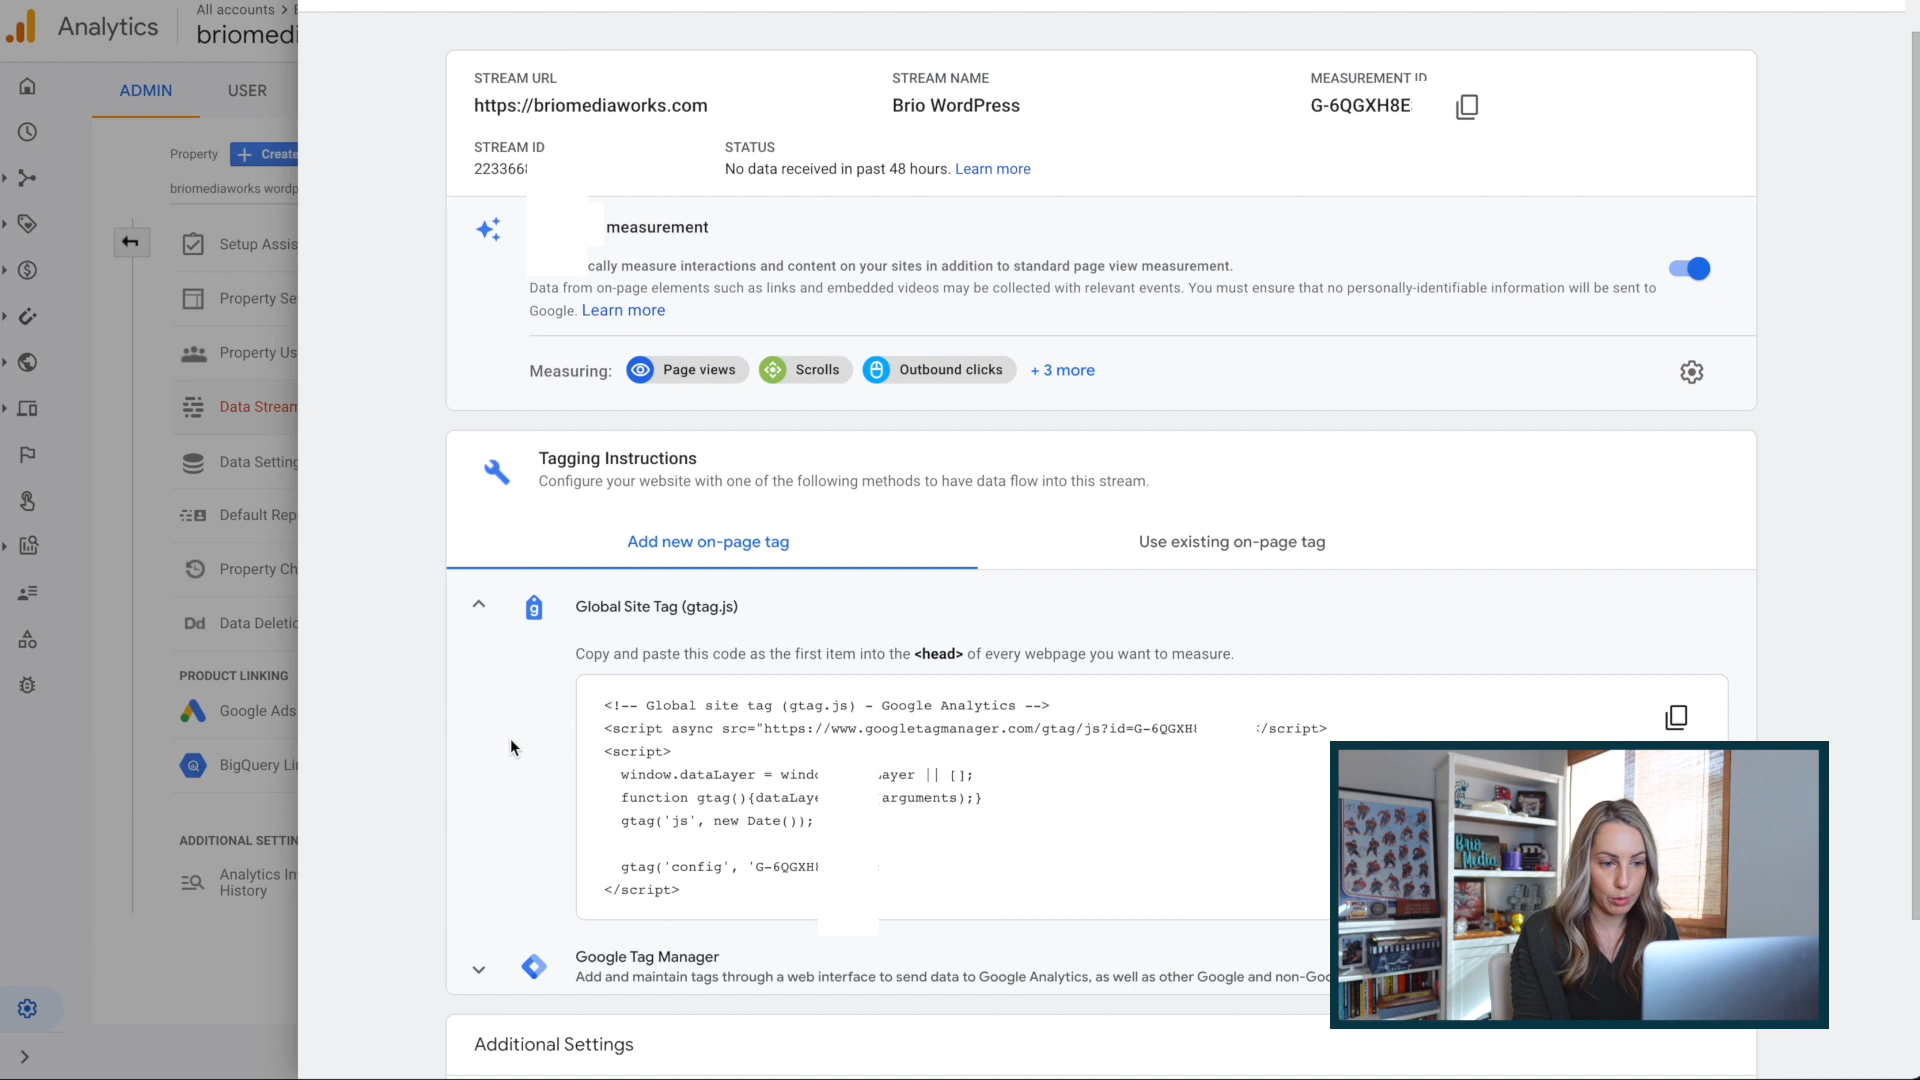 All accounts >
Analytics
briomedi
ADMIN
USER
Property
Create
briomediaworks wordp
Setup Assis
Property Se
Property Us
Data Stream
Data Setting
Default Rep
Property Ch
Dd
Data Deletio
PRODUCT LINKING
Google Ads
BigQuery Li
ADDITIONAL SETTIN
Analytics In
History
STREAM URL
https://briomediaworks.com
STREAM NAME
Brio WordPress
MEASUREMENT ID
G-6QGXH8E
STREAM ID
2233668
STATUS
No data received in past 48 hours. Learn more
measurement
cally measure interactions and content on your sites in addition to standard page view measurement.
Data from on-page elements such as links and embedded videos may be collected with relevant events. You must ensure that no personally-identifiable information will be sent to
Google. Learn more
Measuring:
Page views
Scrolls
Outbound clicks
+ 3 more
Tagging Instructions
Configure your website with one of the following methods to have data flow into this stream.
Add new on-page tag
Use existing on-page tag
g
Global Site Tag (gtag.js)
Copy and paste this code as the first item into the <head> of every webpage you want to measure.
<!-- Global site tag (gtag.js) - Google Analytics -->
<script async src="https://www.googletagmanager.com/gtag/js?id=G-6QGXH8 </script>
<script>
window.dataLayer = windo ayer || [];
function gtag(){dataLaye arguments);}
gtag('js', new Date());
gtag('config', 'G-6QGXH8
</script>
Google Tag Manager
Add and maintain tags through a web interface to send data to Google Analytics, as well as other Google and non-Goo
Additional Settings
Brio
Media